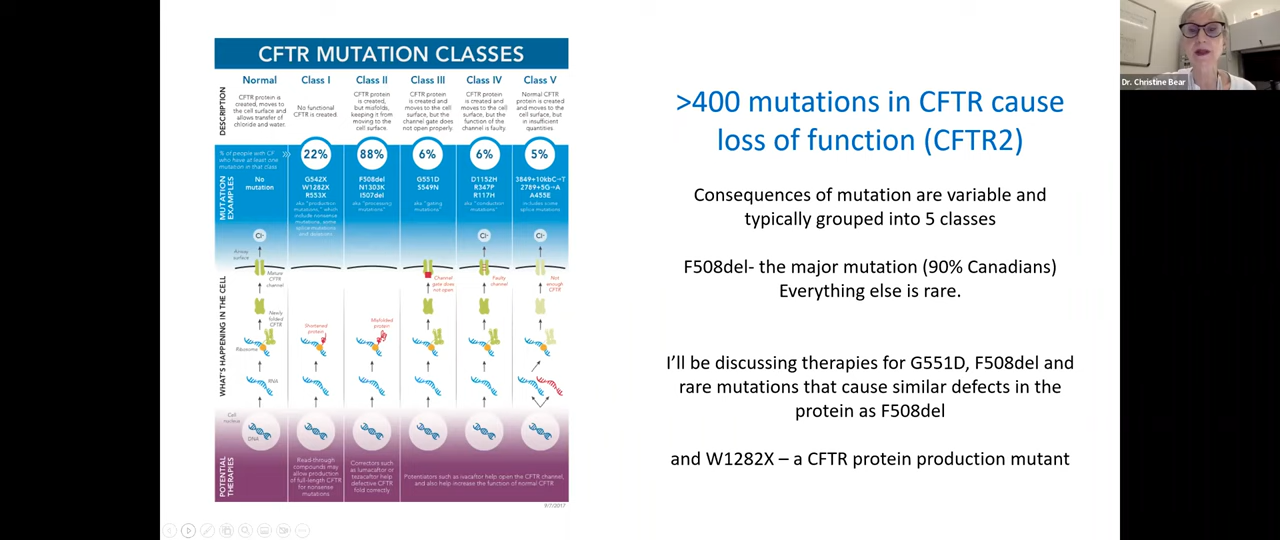 CFTR MUTATION CLASSES
Normal
Class I
Class II
Class III
Class IV
Class V
DESCRIPTION
CFTR protein is
created, moves to
the cell surface and
allows transfer of
chloride and water.
No functional
CFTR is created.
CFTR protein
is created,
but misfolds,
keeping it from
moving to the
cell surface.
CFTR protein
is created and
moves to the
cell surface, but
the channel gate
does not open
properly.
CFTR protein is
created and moves
to the cell surface,
but the function of
the channel is
faulty.
Normal CFTR
protein is created
and moves to the
cell surface, but
in insufficient
quantities.
% of people with CF
who have at least one
mutation in that class
22%
88%
6%
6%
5%
MUTATION
EXAMPLES
No
mutation
G542X
W1282X
R553X
aka "production
mutations," which
include nonsense
mutations, some
splice mutations
and deletions
F508del
N1303K
I507del
aka "processing
mutations"
G551D
S549N
aka "gating
mutations"
D1152H
R347P
R117H
aka "conduction
mutations"
3849+10kbC→T
2789+5G→A
A455E
includes some
splice mutations
WHAT'S HAPPENING IN THE CELL
Cl-
Cl-
Cl-
Airway
surface
Mature
CFTR
channel
Channel
gate does
not open
Faulty
channel
Not
enough
CFTR
Newly
folded
CFTR
Shortened
protein
Misfolded
protein
Ribosome
RNA
Cell
nucleus
DNA
POTENTIAL
THERAPIES
Read-through
compounds may
allow production
of full-length CFTR
for nonsense
mutations
Correctors such
as lumacaftor or
tezacaftor help
defective CFTR
fold correctly
Potentiators such as ivacaftor help open the CFTR channel,
and also help increase the function of normal CFTR
9/7/2017
>400 mutations in CFTR cause
loss of function (CFTR2)
Consequences of mutation are variable and
typically grouped into 5 classes
F508del- the major mutation (90% Canadians)
Everything else is rare.
I'll be discussing therapies for G551D, F508del and
rare mutations that cause similar defects in the
protein as F508del
and W1282X – a CFTR protein production mutant
Dr. Christine Bear